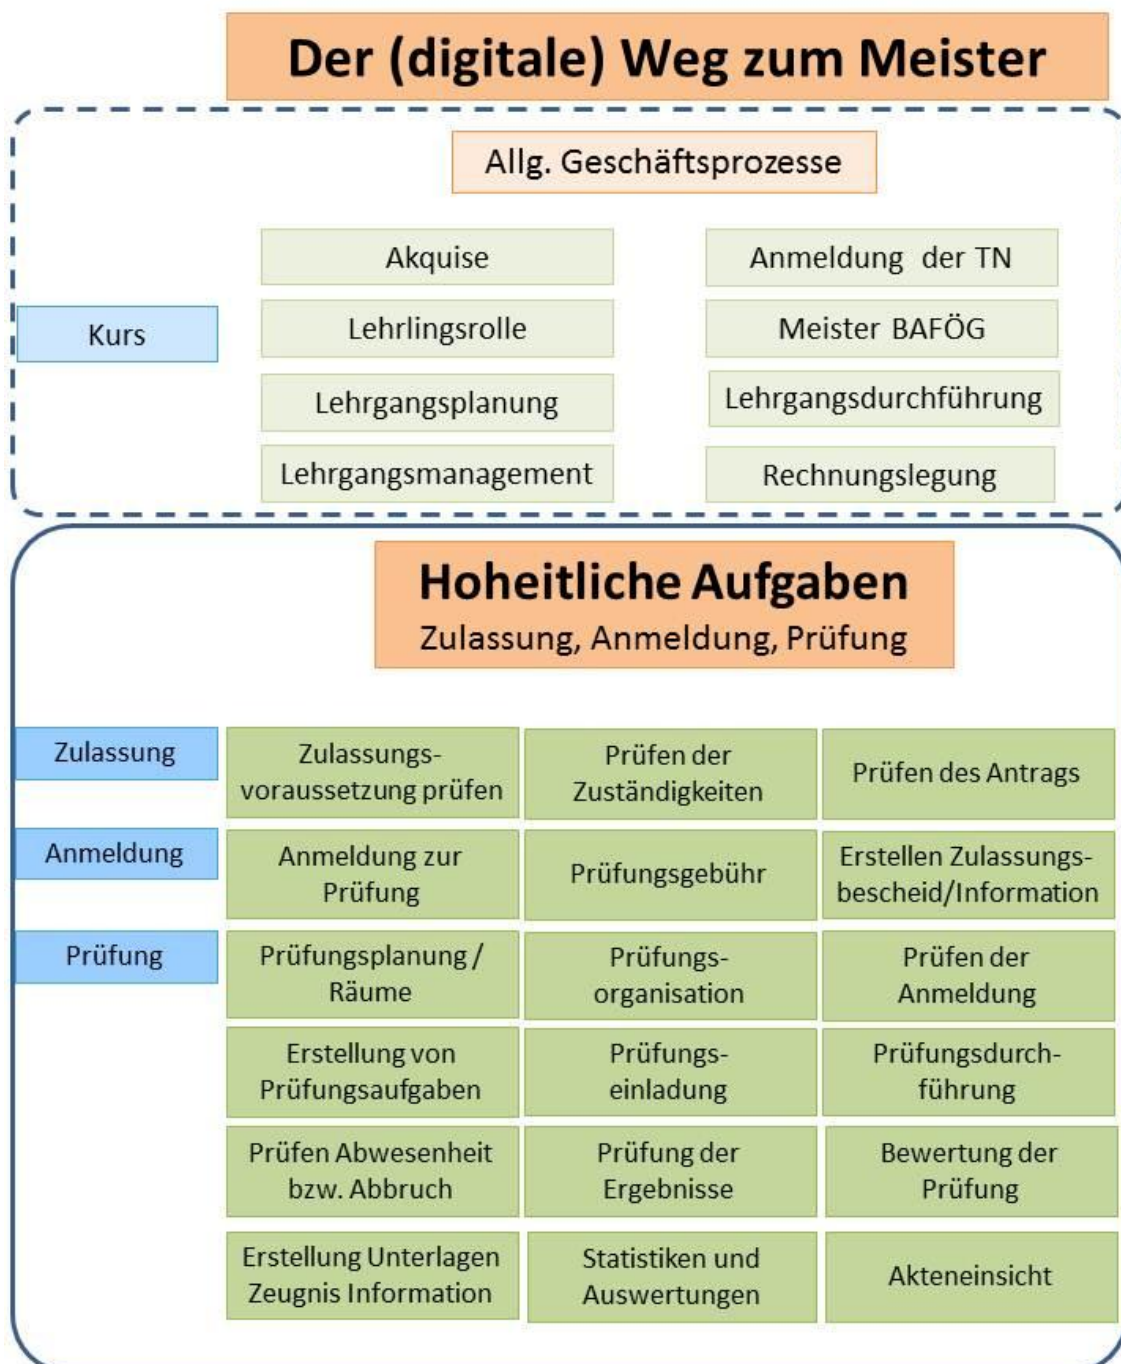 Der (digitale) Weg zum Meister
Allg. Geschäftsprozesse
Akquise
Anmeldung der TN
Kurs
Lehrlingsrolle
Meister BAFÖG
Lehrgangsplanung
Lehrgangsdurchführung
Lehrgangsmanagement
Rechnungslegung
Hoheitliche Aufgaben
Zulassung, Anmeldung, Prüfung
Zulassung
Zulassungs-
voraussetzung prüfen
Prüfen der
Zuständigkeiten
Prüfen des Antrags
Anmeldung
Anmeldung zur
Prüfung
Prüfungsgebühr
Erstellen Zulassungs-
bescheid/Information
Prüfung
Prüfungsplanung /
Räume
Prüfungs-
organisation
Prüfen der
Anmeldung
Erstellung von
Prüfungsaufgaben
Prüfungs-
einladung
Prüfungsdurch-
führung
Prüfen Abwesenheit
bzw. Abbruch
Prüfung der
Ergebnisse
Bewertung der
Prüfung
Erstellung Unterlagen
Zeugnis Information
Statistiken und
Auswertungen
Akteneinsicht